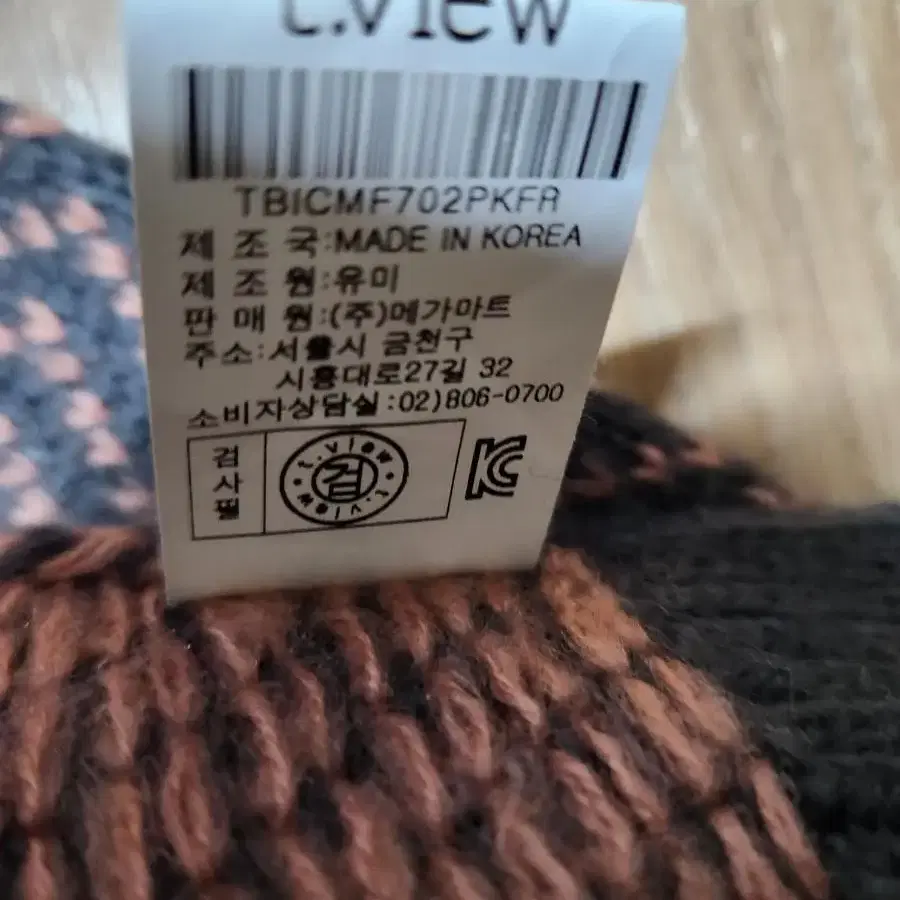 t.view
TBICMF702PKFR
제 조 국:MADE IN KOREA
제 조 원:유미
판 매 원:(주)메가마트
주소:서울시 금천구
시흥대로27길 32
소비자상담실:02)806-0700
검사필
t.view • t.view
검
KC